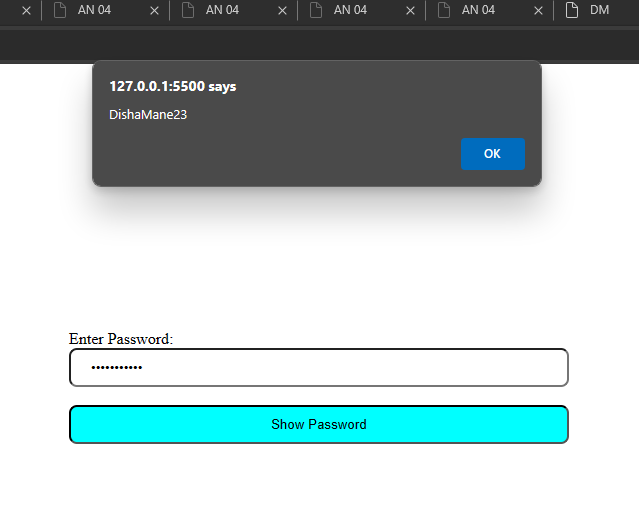 AN 04 AN 04 AN 04 AN 04 DM
127.0.0.1:5500 says
DishaMane23
OK
Enter Password:
•••••••••••
Show Password